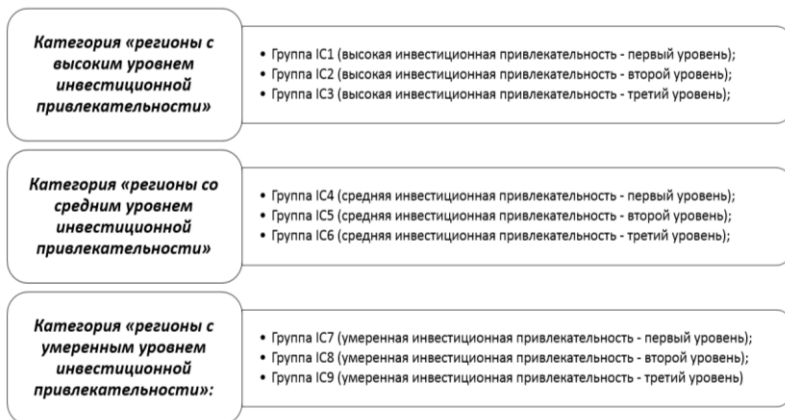 Категория «регионы с
высоким уровнем
инвестиционной
привлекательности»
• Группа IC1 (высокая инвестиционная привлекательность - первый уровень);
• Группа IC2 (высокая инвестиционная привлекательность - второй уровень);
• Группа IC3 (высокая инвестиционная привлекательность - третий уровень);
Категория «регионы со
средним уровнем
инвестиционной
привлекательности»
• Группа IC4 (средняя инвестиционная привлекательность - первый уровень);
• Группа IC5 (средняя инвестиционная привлекательность - второй уровень);
• Группа IC6 (средняя инвестиционная привлекательность - третий уровень);
Категория «регионы с
умеренным уровнем
инвестиционной
привлекательности»:
• Группа IC7 (умеренная инвестиционная привлекательность - первый уровень);
• Группа IC8 (умеренная инвестиционная привлекательность - второй уровень);
• Группа IC9 (умеренная инвестиционная привлекательность - третий уровень)